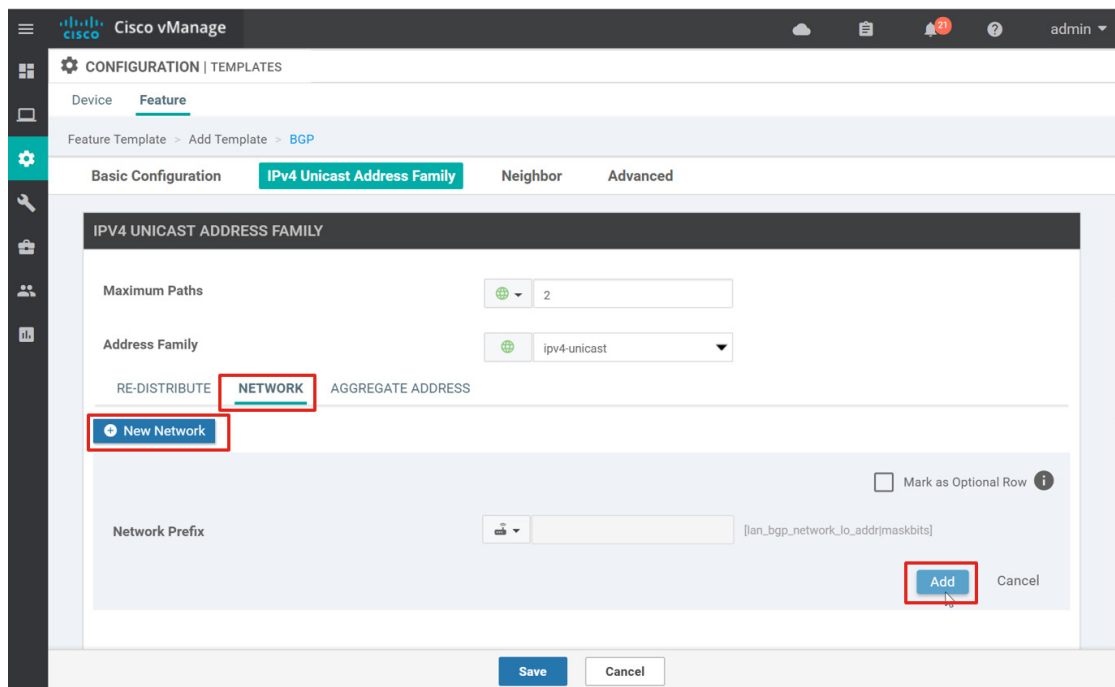 cisco Cisco vManage 21 admin
CONFIGURATION | TEMPLATES
Device Feature
Feature Template > Add Template > BGP
Basic Configuration IPv4 Unicast Address Family Neighbor Advanced
IPV4 UNICAST ADDRESS FAMILY
Maximum Paths 2
Address Family ipv4-unicast
RE-DISTRIBUTE NETWORK AGGREGATE ADDRESS
New Network
Mark as Optional Row
Network Prefix [lan_bgp_network_lo_addr|maskbits]
Add Cancel
Save Cancel